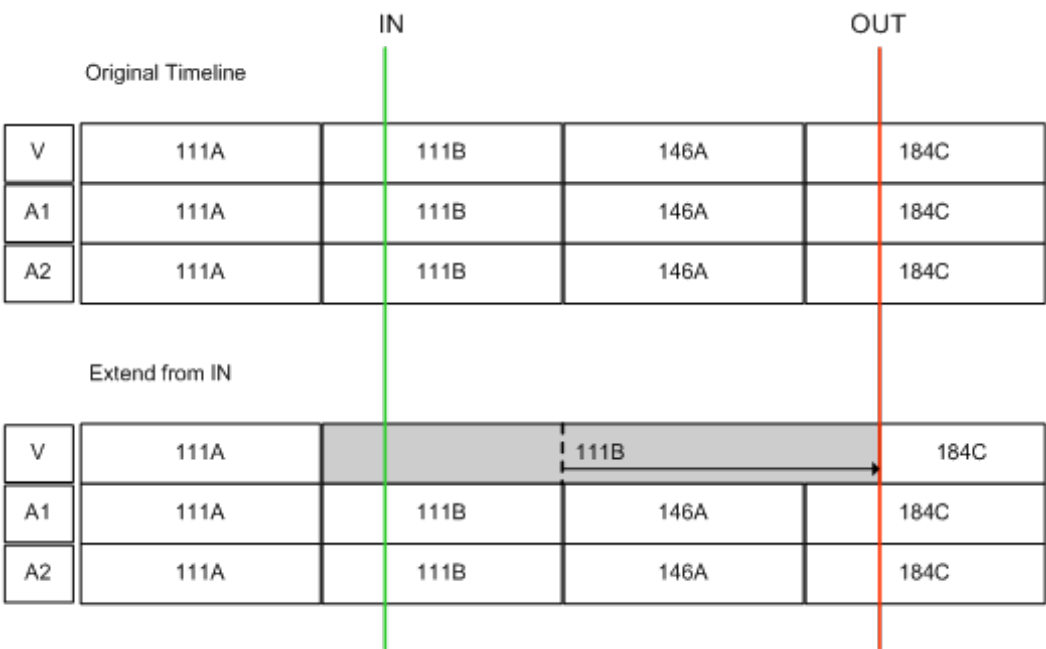 IN OUT
Original Timeline
V 111A 111B 146A 184C
A1 111A 111B 146A 184C
A2 111A 111B 146A 184C
Extend from IN
V 111A 111B 184C
A1 111A 111B 146A 184C
A2 111A 111B 146A 184C